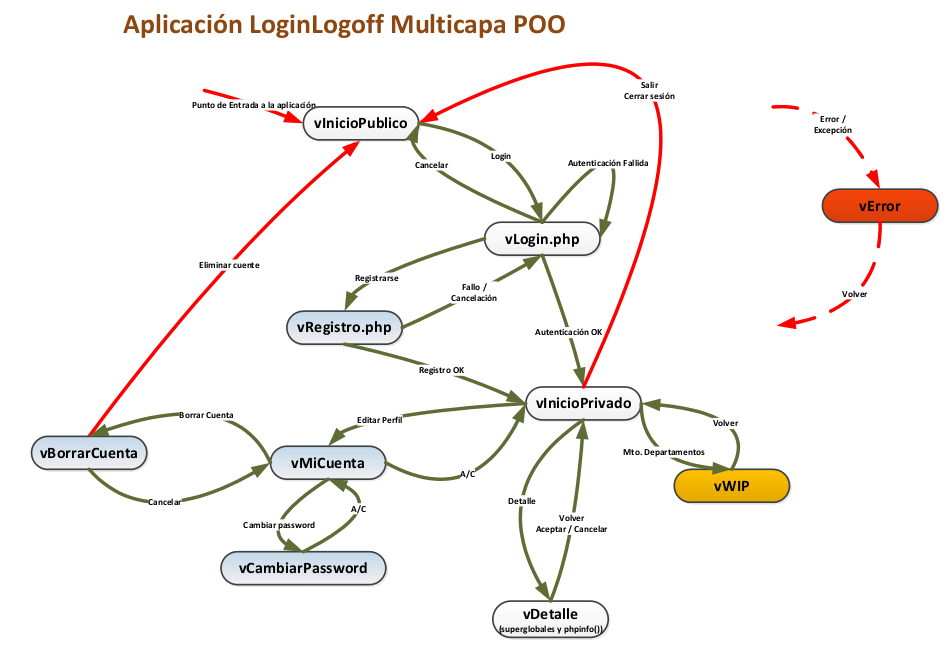 Aplicación LoginLogoff Multicapa POO
Salir
Cerrar sesión
Punto de Entrada a la aplicación
vInicioPublico
Error /
Excepción
Login
Cancelar
Autenticación Fallida
vError
vLogin.php
Eliminar cuente
Registrarse
Fallo /
Cancelación
Volver
vRegistro.php
Autenticación OK
Registro OK
vInicioPrivado
Borrar Cuenta
Editar Perfil
Volver
vBorrarCuenta
vMiCuenta
Mto. Departamentos
A/C
vWIP
Cancelar
Detalle
A/C
Cambiar password
Volver
Aceptar / Cancelar
vCambiarPassword
vDetalle
(superglobales y phpinfo())